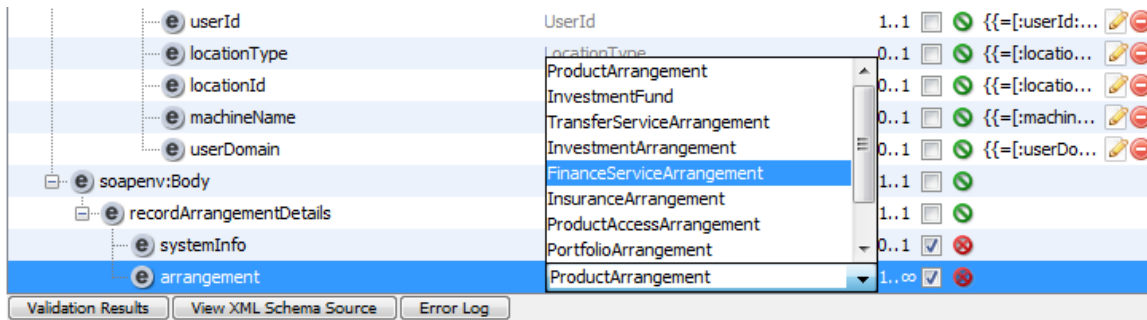 userId UserId 1..1 {{=[:userId:...
locationType LocationType 0..1 {{=[:locatio...
ProductArrangement
locationId 0..1 {{=[:locatio...
InvestmentFund
machineName TransferServiceArrangement 0..1 {{=[:machin...
userDomain InvestmentArrangement 0..1 {{=[:userDo...
soapenv:Body FinanceServiceArrangement 1..1
InsuranceArrangement
recordArrangementDetails 1..1
ProductAccessArrangement
systemInfo PortfolioArrangement 0..1
arrangement ProductArrangement 1..∞
Validation Results View XML Schema Source Error Log